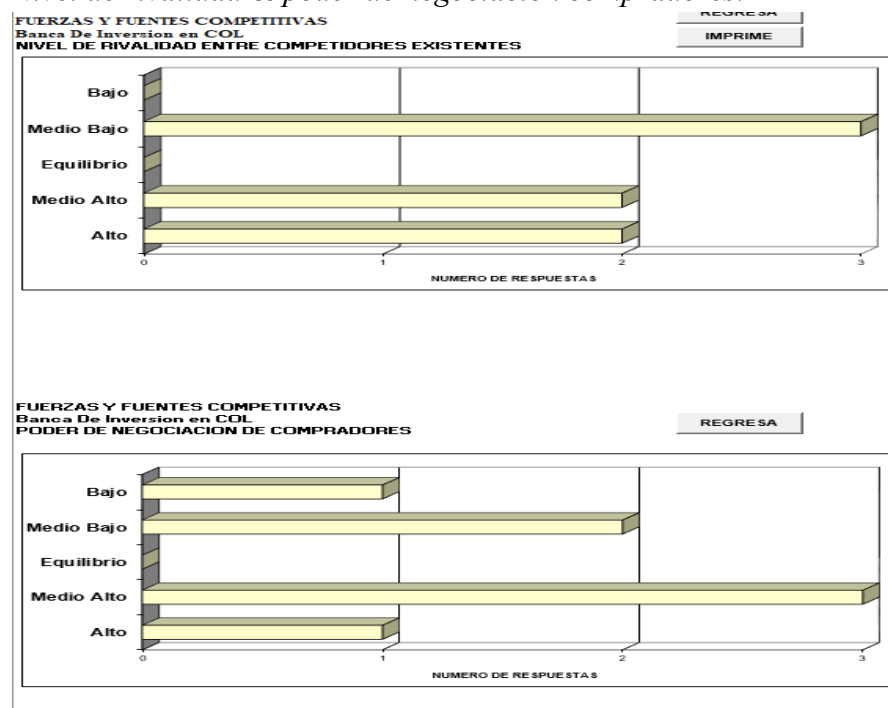 FUERZAS Y FUENTES COMPETITIVAS
REGRESA
Banca De Inversion en COL
IMPRIME
NIVEL DE RIVALIDAD ENTRE COMPETIDORES EXISTENTES
Bajo
Medio Bajo
Equilibrio
Medio Alto
Alto
0 1 2 3
NUMERO DE RESPUESTAS
FUERZAS Y FUENTES COMPETITIVAS
Banca De Inversion en COL
REGRESA
PODER DE NEGOCIACION DE COMPRADORES
Bajo
Medio Bajo
Equilibrio
Medio Alto
Alto
0 1 2 3
NUMERO DE RESPUESTAS